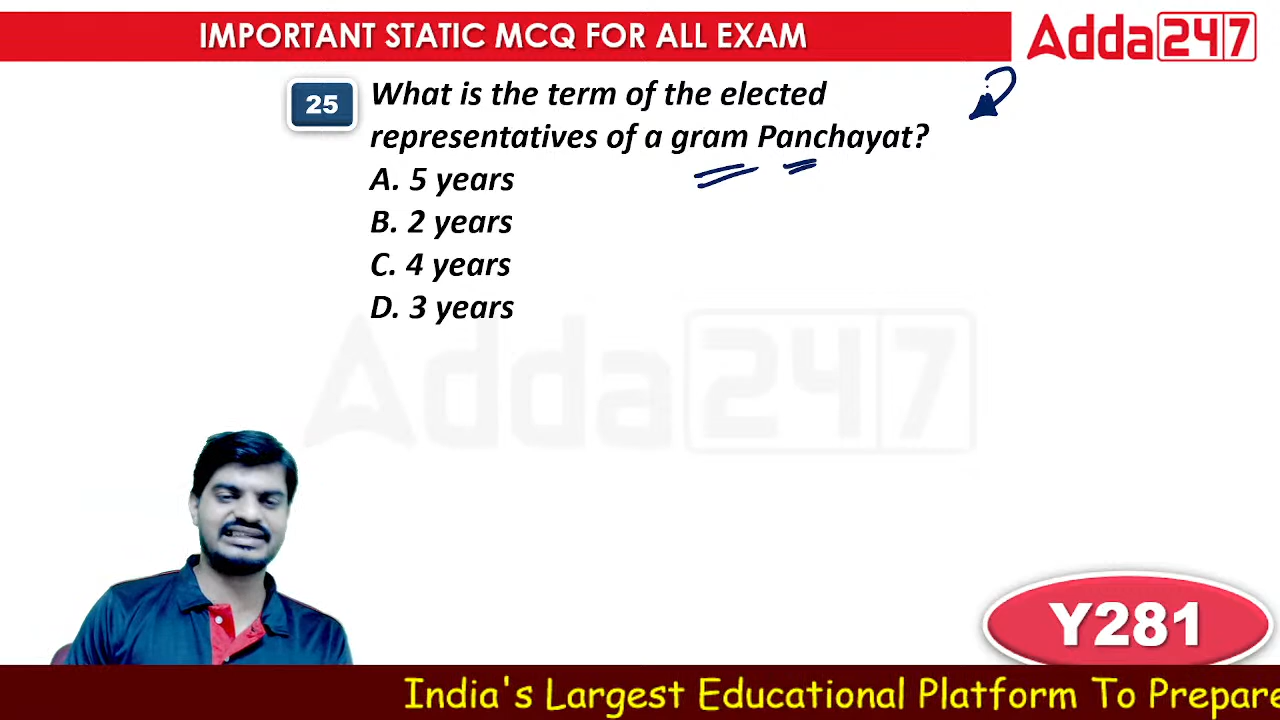 IMPORTANT STATIC MCQ FOR ALL EXAM
Adda247
25
What is the term of the elected
representatives of a gram Panchayat?
A. 5 years
B. 2 years
C. 4 years
D. 3 years
Adda247
Y281
India's Largest Educational Platform To Prepare